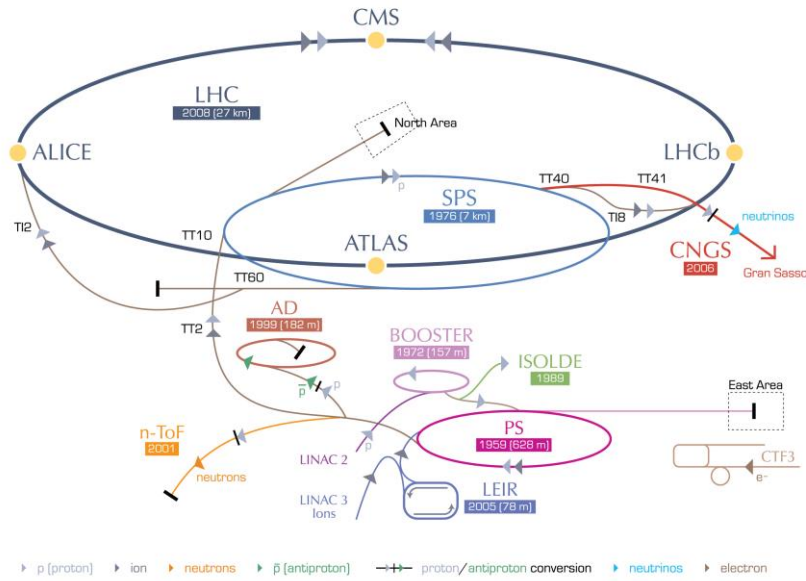 CMS
LHC
2008 (27 km)
North Area
ALICE
LHCb
TT40
TT41
SPS
1976 (7 km)
p
TI8
neutrinos
TI2
TT10
ATLAS
CNGS
2006
Gran Sasso
TT60
AD
1999 (182 m)
TT2
BOOSTER
1972 (157 m)
ISOLDE
1989
p
p̅
East Area
n-ToF
2001
PS
1959 (628 m)
LINAC 2
p
neutrons
CTF3
e-
LINAC 3
Ions
LEIR
2005 (78 m)
p (proton) ion neutrons p̅ (antiproton) proton/antiproton conversion neutrinos electron